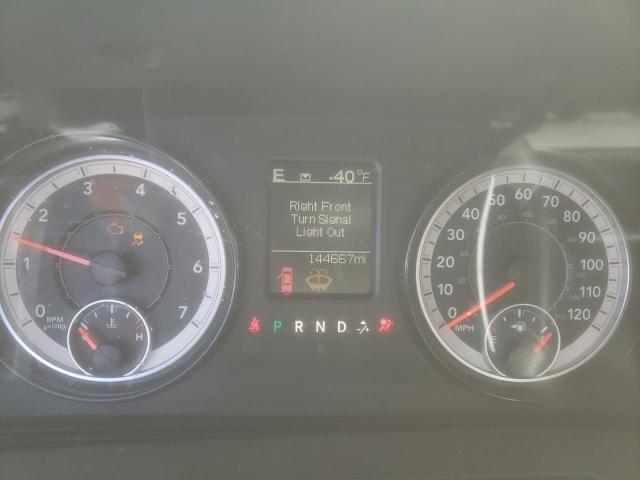 E -40°F
Right Front
Turn Signal
Light Out
144667mi
0 1 2 3 4 5 6 7
RPM
x1000
H
P R N D
0 10 20 30 40 50 60 70 80 90 100 110 120
MPH
E